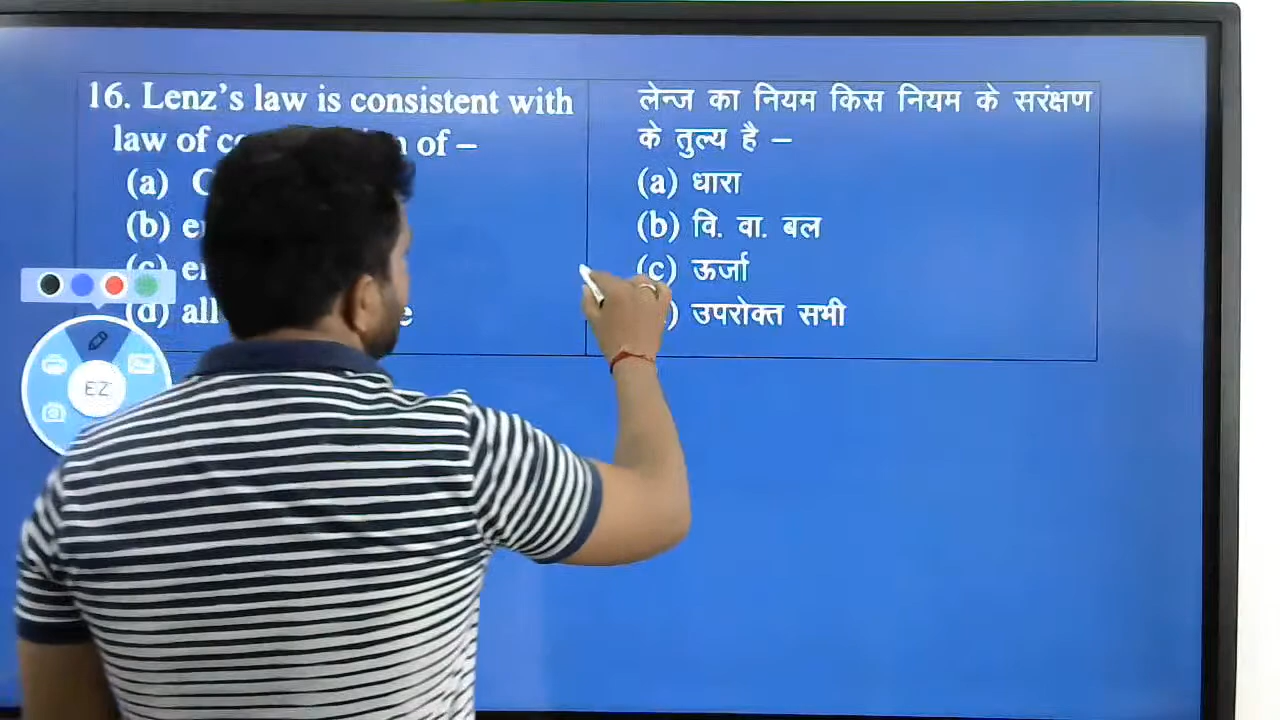 16. Lenz's law is consistent with
law of of –
(a)
(b)
(c)
(d) all
लेन्ज का नियम किस नियम के सरंक्षण
के तुल्य है –
(a) धारा
(b) वि. वा. बल
(c) ऊर्जा
उपरोक्त सभी
EZ